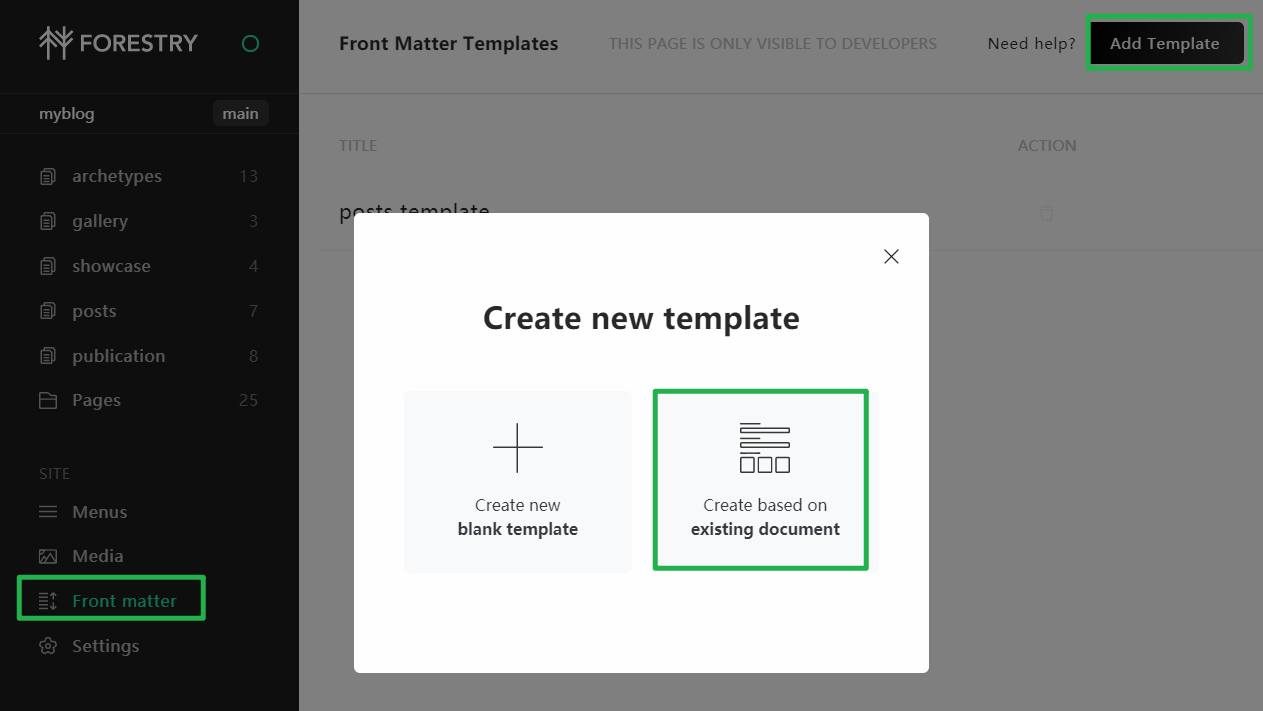 FORESTRY
myblog
main
archetypes 13
gallery 3
showcase 4
posts 7
publication 8
Pages 25
SITE
Menus
Media
Front matter
Settings
Front Matter Templates
THIS PAGE IS ONLY VISIBLE TO DEVELOPERS
Need help?
Add Template
TITLE
ACTION
posts template
Create new template
Create new
blank template
Create based on
existing document